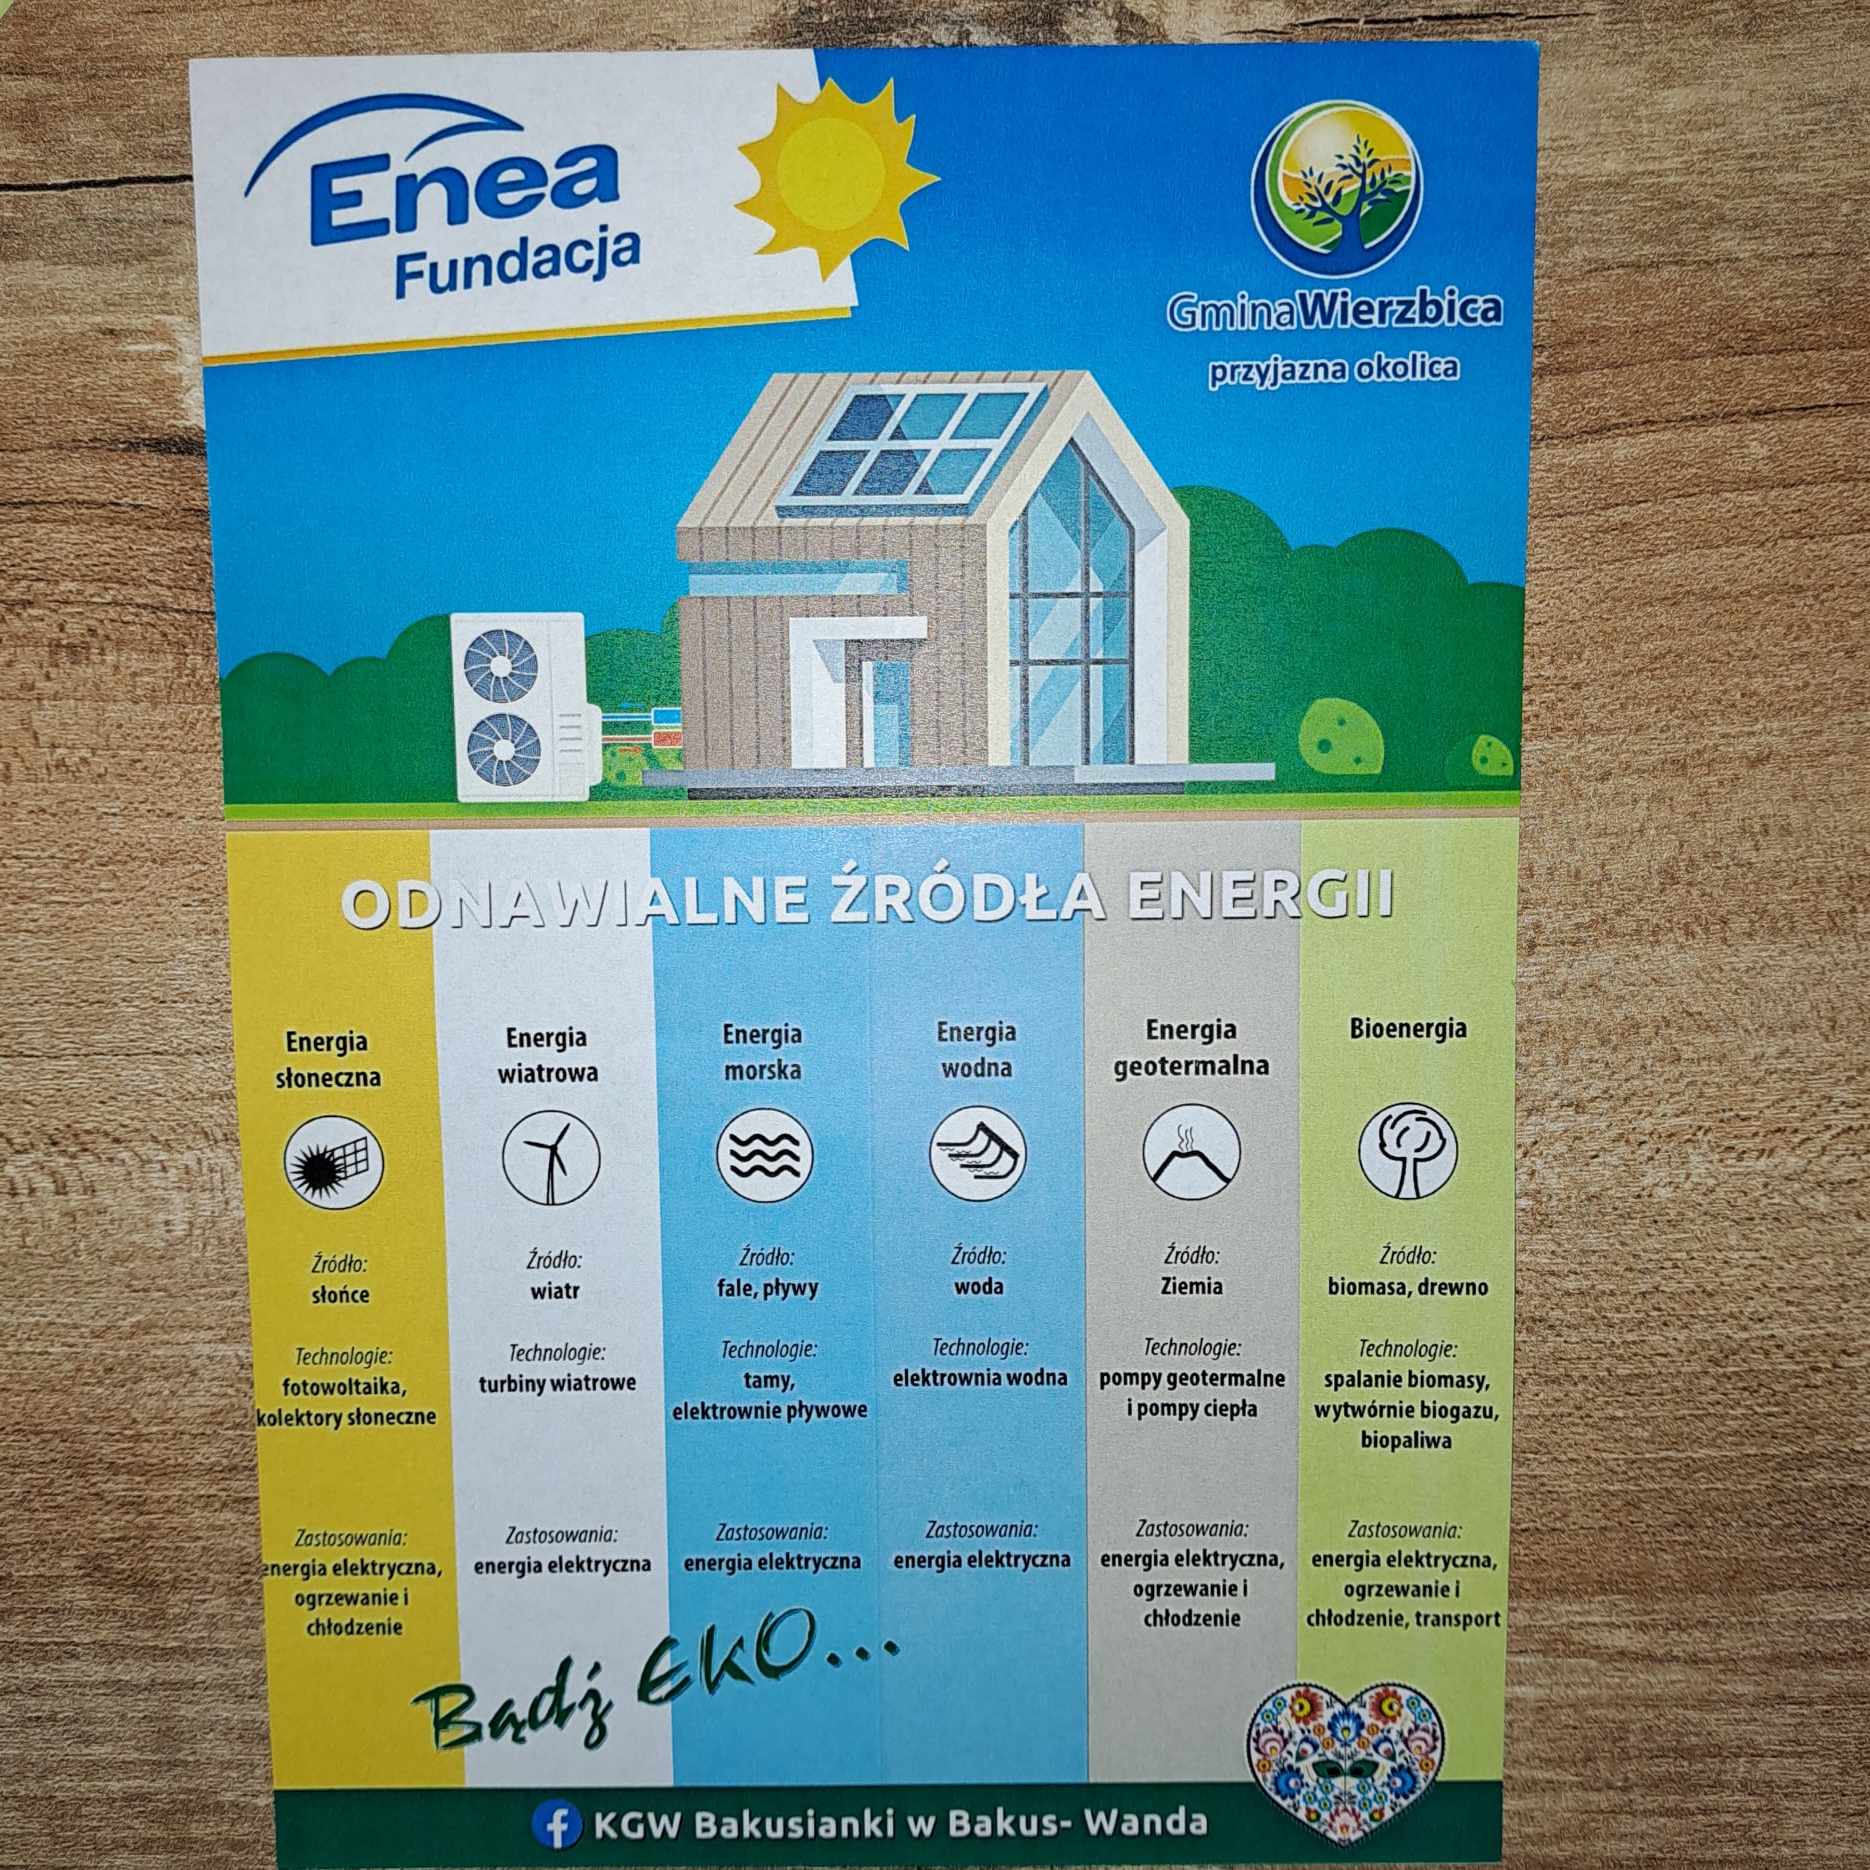 Enea
Fundacja
GminaWierzbica
przyjazna okolica
ODNAWIALNE ŹRÓDŁA ENERGII
Energia
słoneczna
Źródło:
słońce
Technologie:
fotowoltaika,
kolektory słoneczne
Zastosowania:
energia elektryczna,
ogrzewanie i
chłodzenie
Energia
wiatrowa
Źródło:
wiatr
Technologie:
turbiny wiatrowe
Zastosowania:
energia elektryczna
Energia
morska
Źródło:
fale, pływy
Technologie:
tamy,
elektrownie pływowe
Zastosowania:
energia elektryczna
Energia
wodna
Źródło:
woda
Technologie:
elektrownia wodna
Zastosowania:
energia elektryczna
Energia
geotermalna
Źródło:
Ziemia
Technologie:
pompy geotermalne
i pompy ciepła
Zastosowania:
energia elektryczna,
ogrzewanie i
chłodzenie
Bioenergia
Źródło:
biomasa, drewno
Technologie:
spalanie biomasy,
wytwórnie biogazu,
biopaliwa
Zastosowania:
energia elektryczna,
ogrzewanie i
chłodzenie, transport
Bądź EKO...
f KGW Bakusianki w Bakus- Wanda